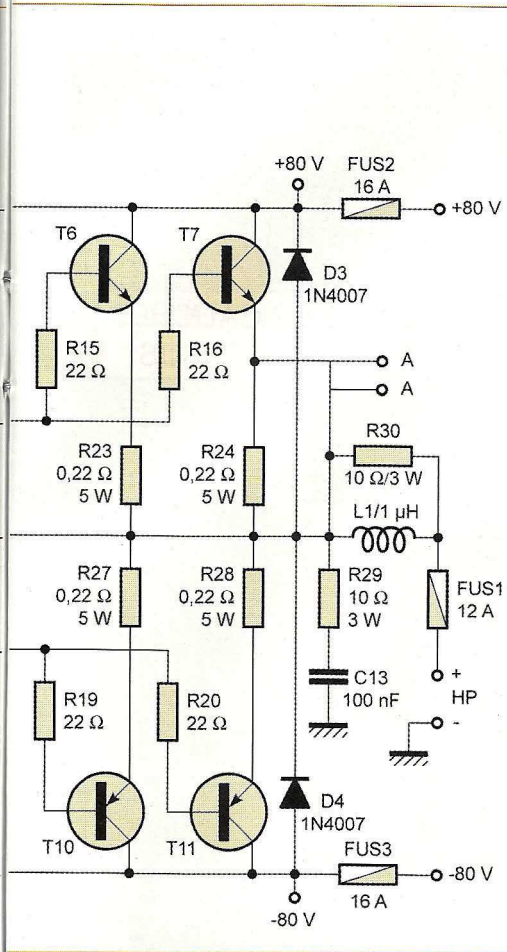 +80 V
FUS2
16 A
+80 V
T6
T7
D3
1N4007
R15
22 Ω
R16
22 Ω
A
A
R23
0,22 Ω
5 W
R24
0,22 Ω
5 W
R30
10 Ω/3 W
L1/1 µH
R27
0,22 Ω
5 W
R28
0,22 Ω
5 W
R29
10 Ω
3 W
FUS1
12 A
C13
100 nF
+
HP
-
R19
22 Ω
R20
22 Ω
T10
T11
D4
1N4007
FUS3
16 A
-80 V
-80 V